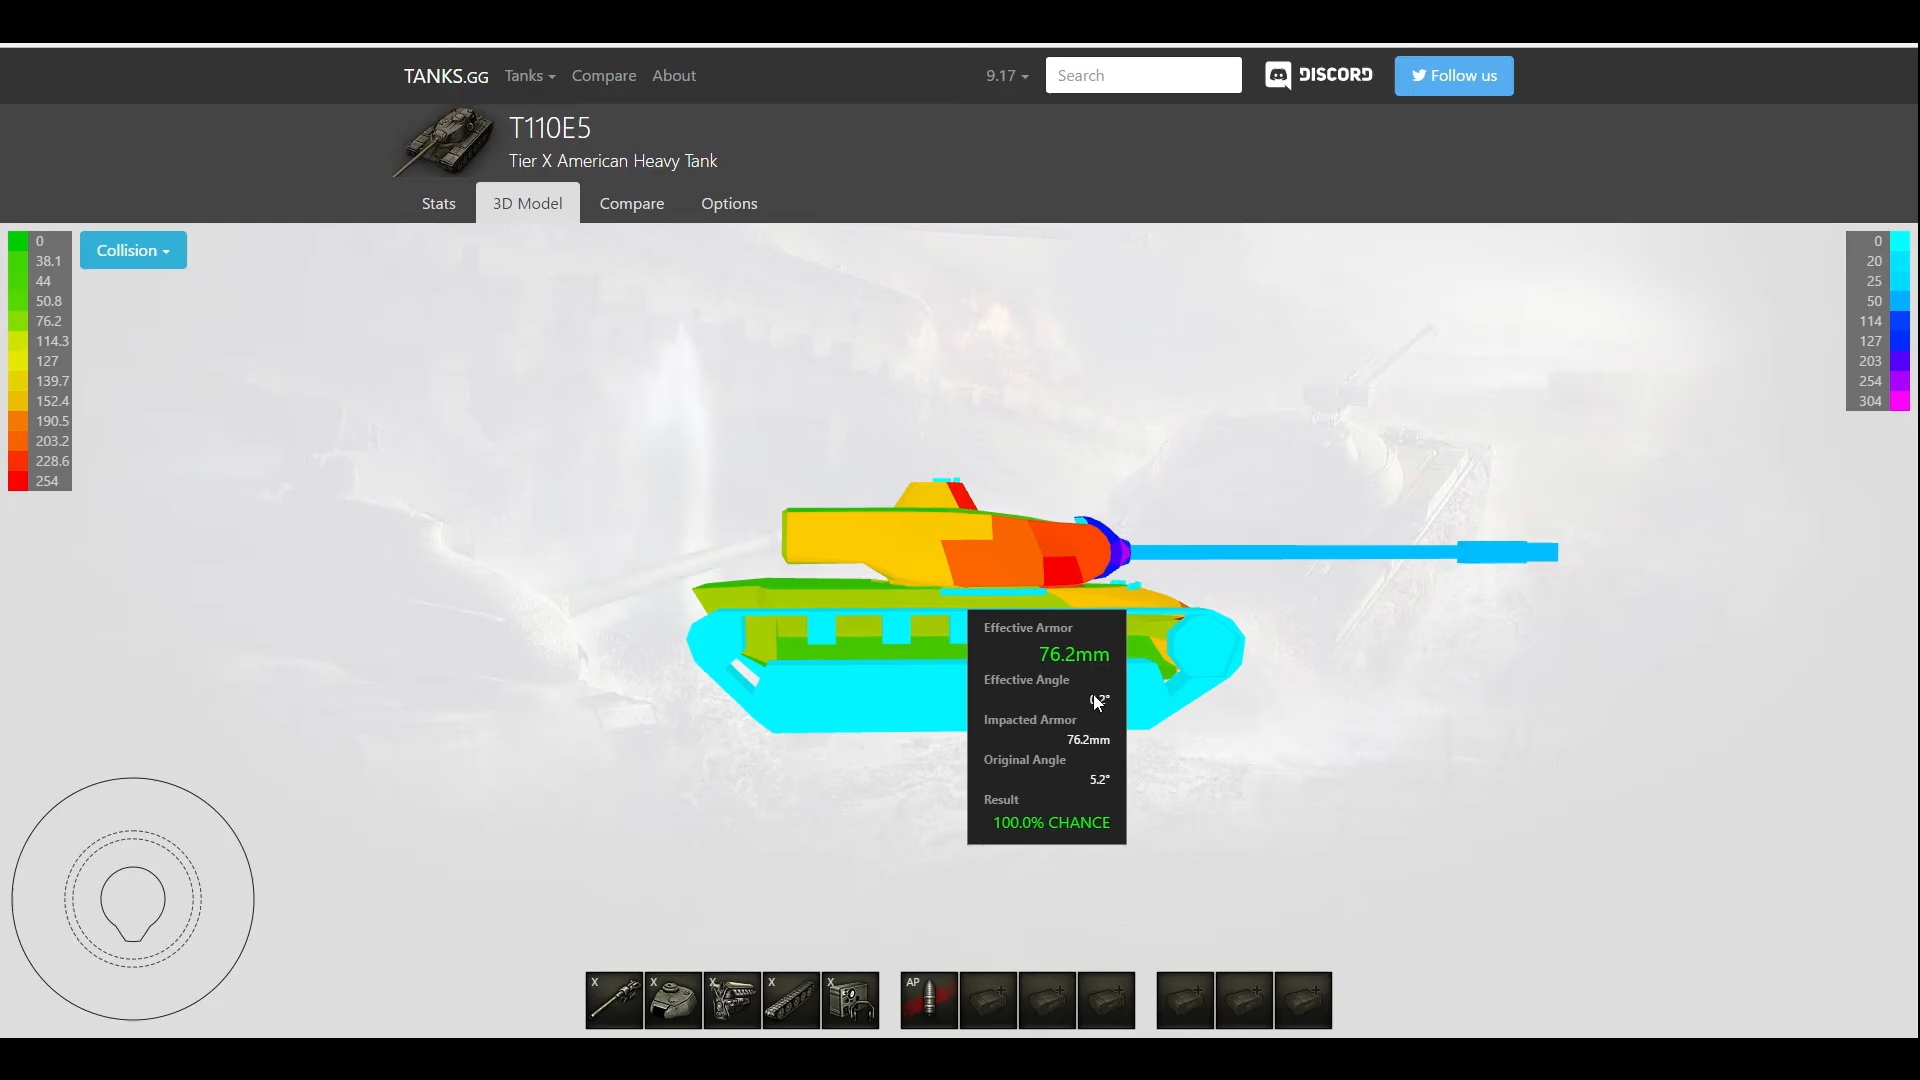 TANKS.GG Tanks Compare About 9.17 Search DISCORD Follow us
T110E5
Tier X American Heavy Tank
Stats 3D Model Compare Options
Collision
0
38.1
44
50.8
76.2
114.3
127
139.7
152.4
190.5
203.2
228.6
254
0
20
25
50
114
127
203
254
304
Effective Armor
76.2mm
Effective Angle
Impacted Armor
76.2mm
Original Angle
5.2°
Result
100.0% CHANCE
X X X X X AP